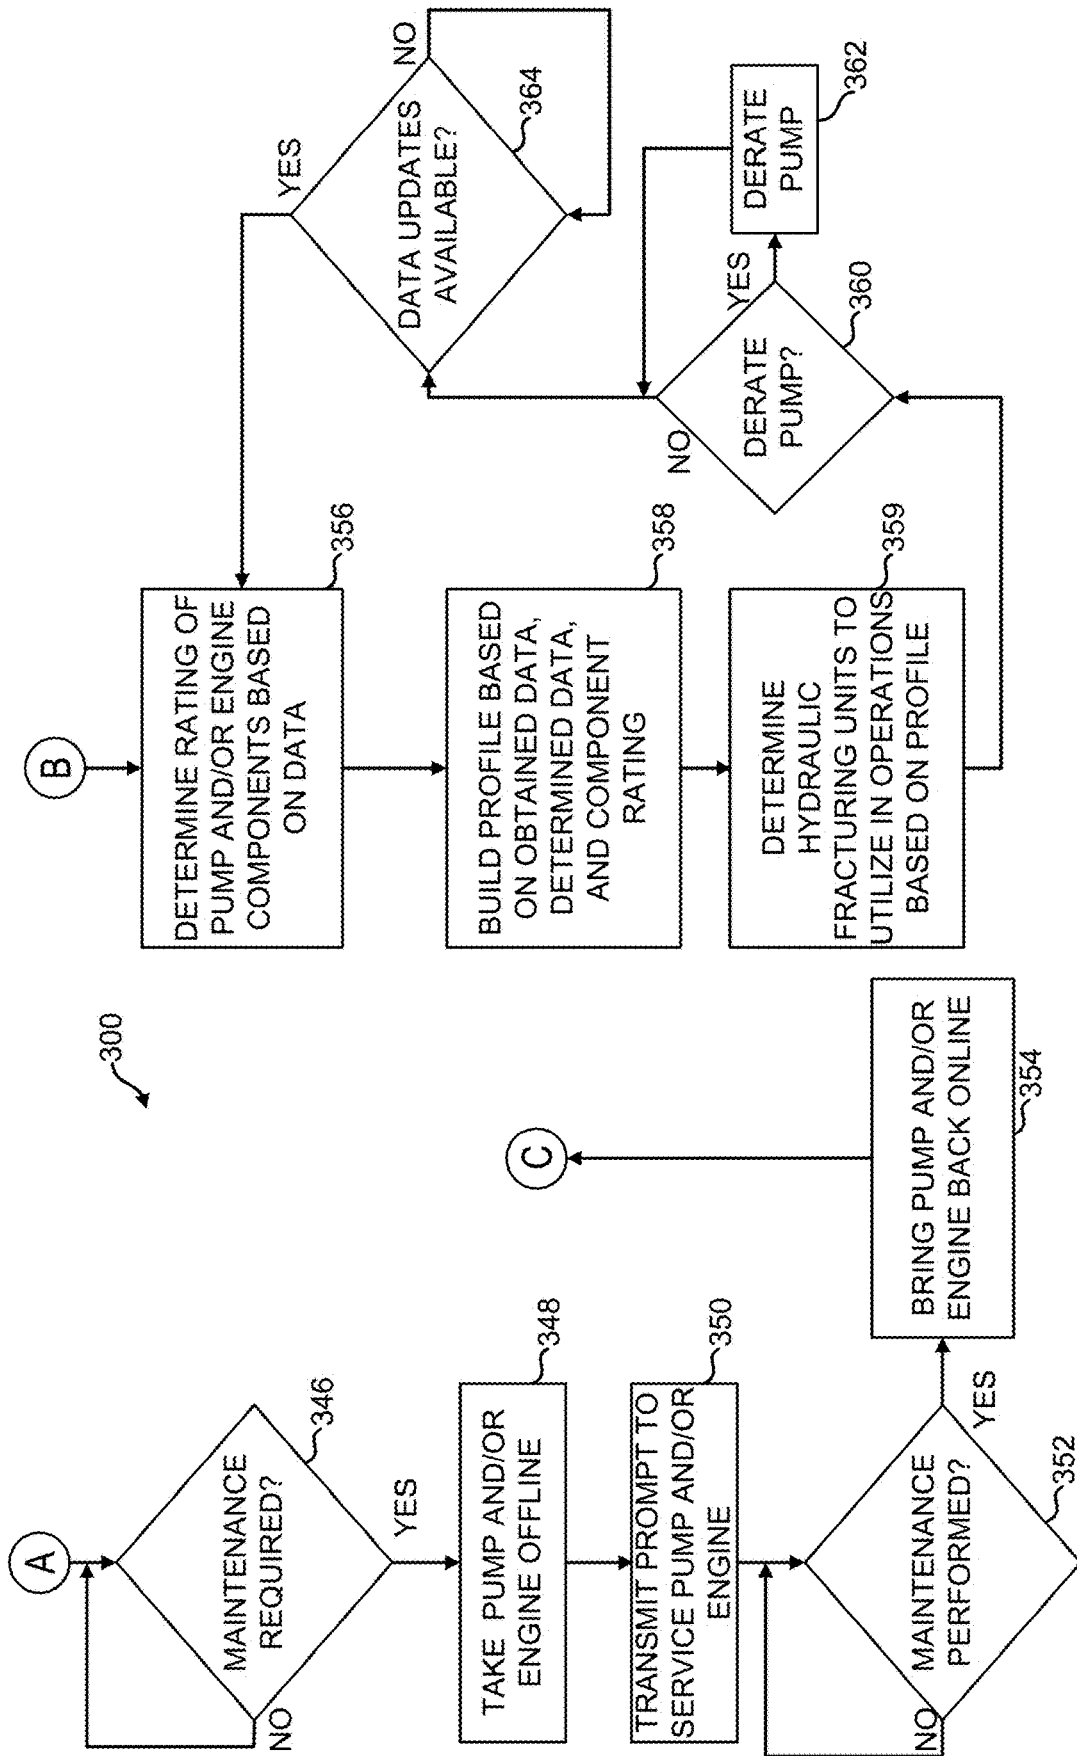 300
A
MAINTENANCE
REQUIRED?
346
NO
YES
TAKE PUMP AND/OR
ENGINE OFFLINE
348
TRANSMIT PROMPT TO
SERVICE PUMP AND/OR
ENGINE
350
MAINTENANCE
PERFORMED?
352
NO
YES
BRING PUMP AND/OR
ENGINE BACK ONLINE
354
C
B
DETERMINE RATING OF
PUMP AND/OR ENGINE
COMPONENTS BASED
ON DATA
356
BUILD PROFILE BASED
ON OBTAINED DATA,
DETERMINED DATA,
AND COMPONENT
RATING
358
DETERMINE
HYDRAULIC
FRACTURING UNITS TO
UTILIZE IN OPERATIONS
BASED ON PROFILE
359
DERATE
PUMP?
360
NO
YES
DERATE
PUMP
362
DATA UPDATES
AVAILABLE?
364
YES
NO